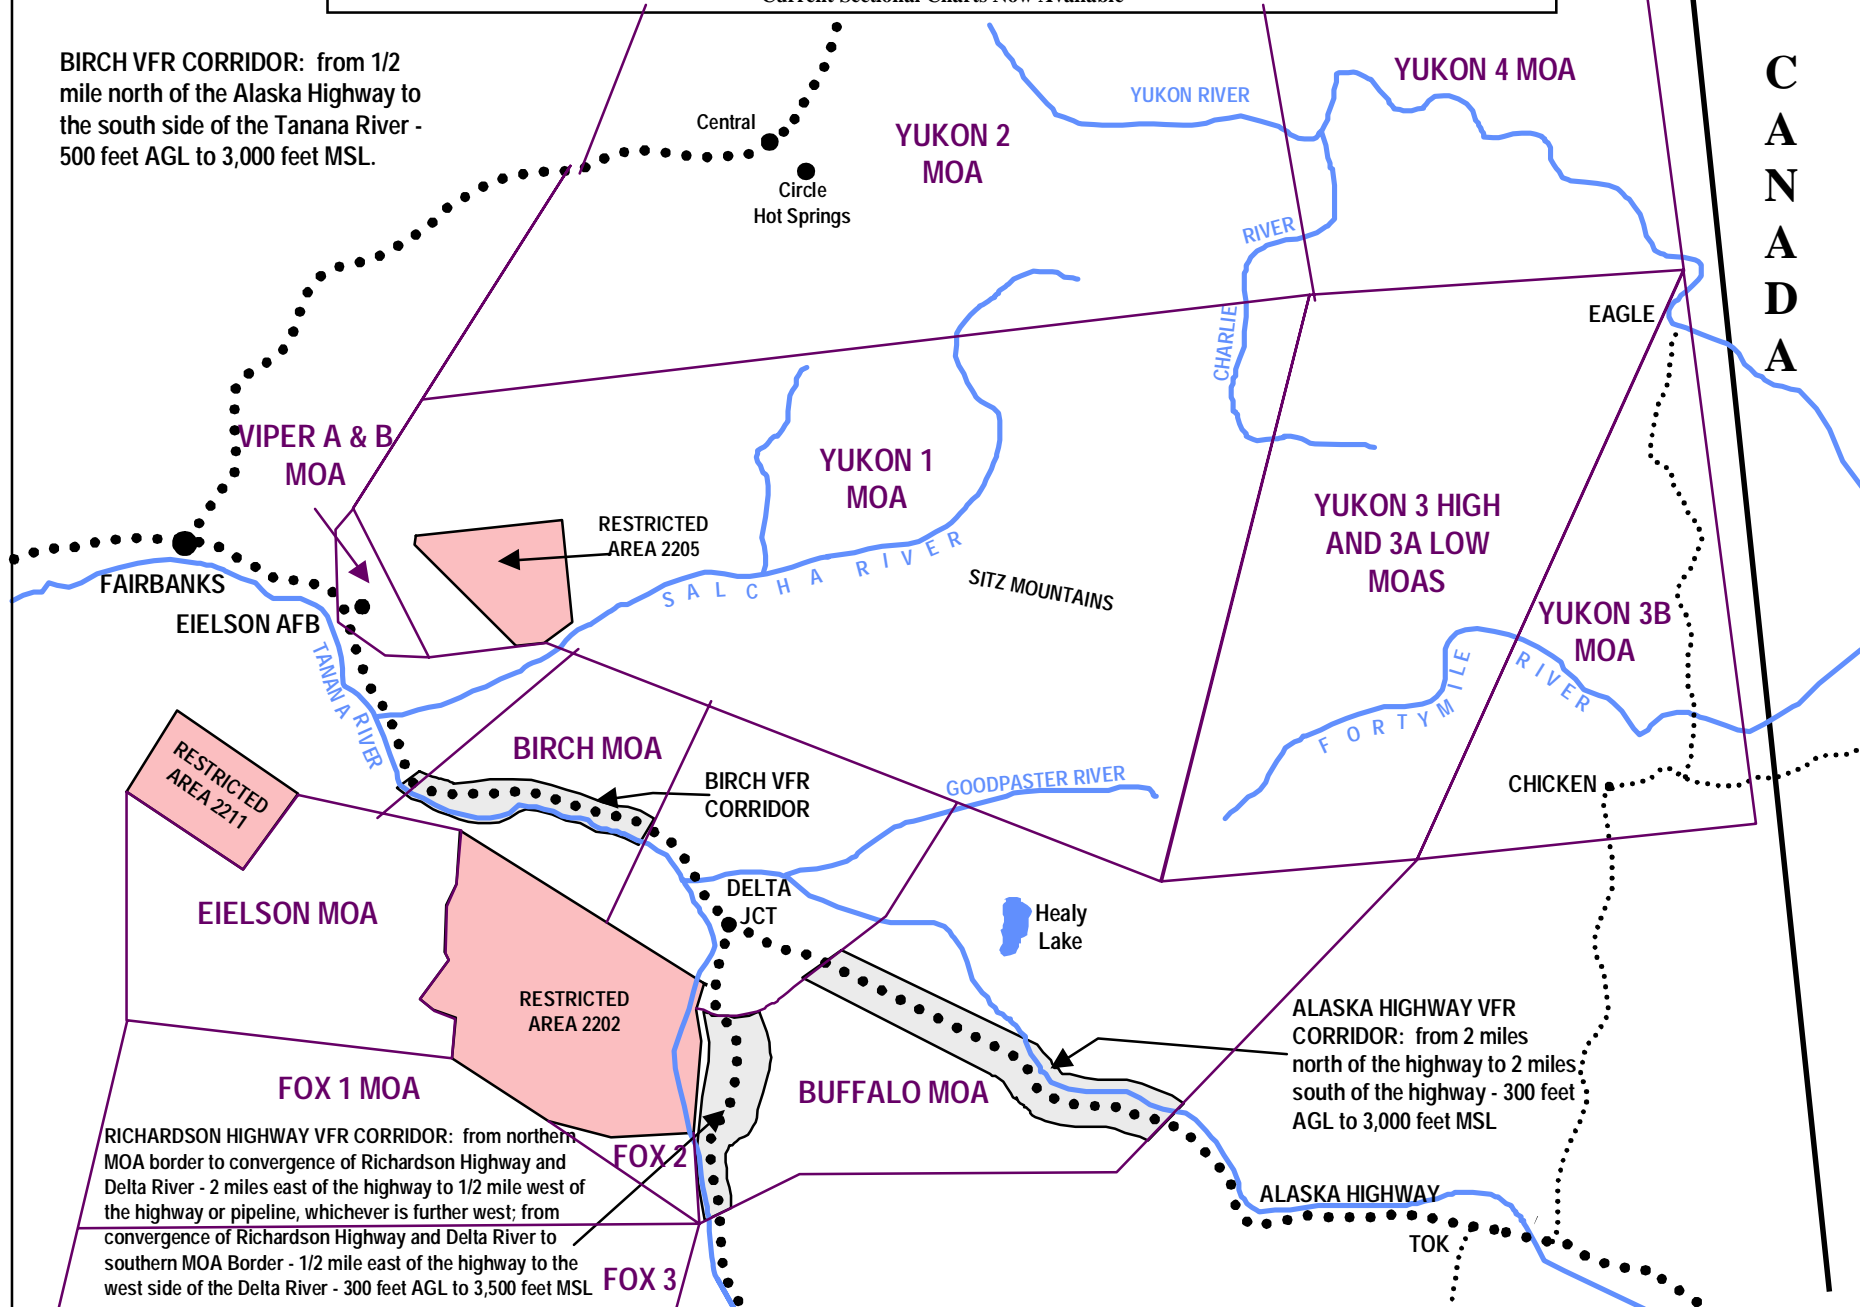 Current Sectional Charts Now Available
BIRCH VFR CORRIDOR: from 1/2
mile north of the Alaska Highway to
the south side of the Tanana River -
500 feet AGL to 3,000 feet MSL.
YUKON 4 MOA
YUKON RIVER
CANADA
Central
YUKON 2
MOA
Circle
Hot Springs
RIVER
CHARLIE
EAGLE
VIPER A & B
MOA
YUKON 1
MOA
YUKON 3 HIGH
AND 3A LOW
MOAS
RESTRICTED
AREA 2205
SALCHA RIVER
SITZ MOUNTAINS
FAIRBANKS
EIELSON AFB
YUKON 3B
MOA
TANANA RIVER
FORTYMILE RIVER
RESTRICTED
AREA 2211
BIRCH MOA
BIRCH VFR
CORRIDOR
GOODPASTER RIVER
CHICKEN
EIELSON MOA
DELTA
JCT
Healy
Lake
RESTRICTED
AREA 2202
ALASKA HIGHWAY VFR
CORRIDOR: from 2 miles
north of the highway to 2 miles
south of the highway - 300 feet
AGL to 3,000 feet MSL
FOX 1 MOA
BUFFALO MOA
RICHARDSON HIGHWAY VFR CORRIDOR: from northern
MOA border to convergence of Richardson Highway and
Delta River - 2 miles east of the highway to 1/2 mile west of
the highway or pipeline, whichever is further west; from
convergence of Richardson Highway and Delta River to
southern MOA Border - 1/2 mile east of the highway to the
west side of the Delta River - 300 feet AGL to 3,500 feet MSL
FOX 2
FOX 3
ALASKA HIGHWAY
TOK